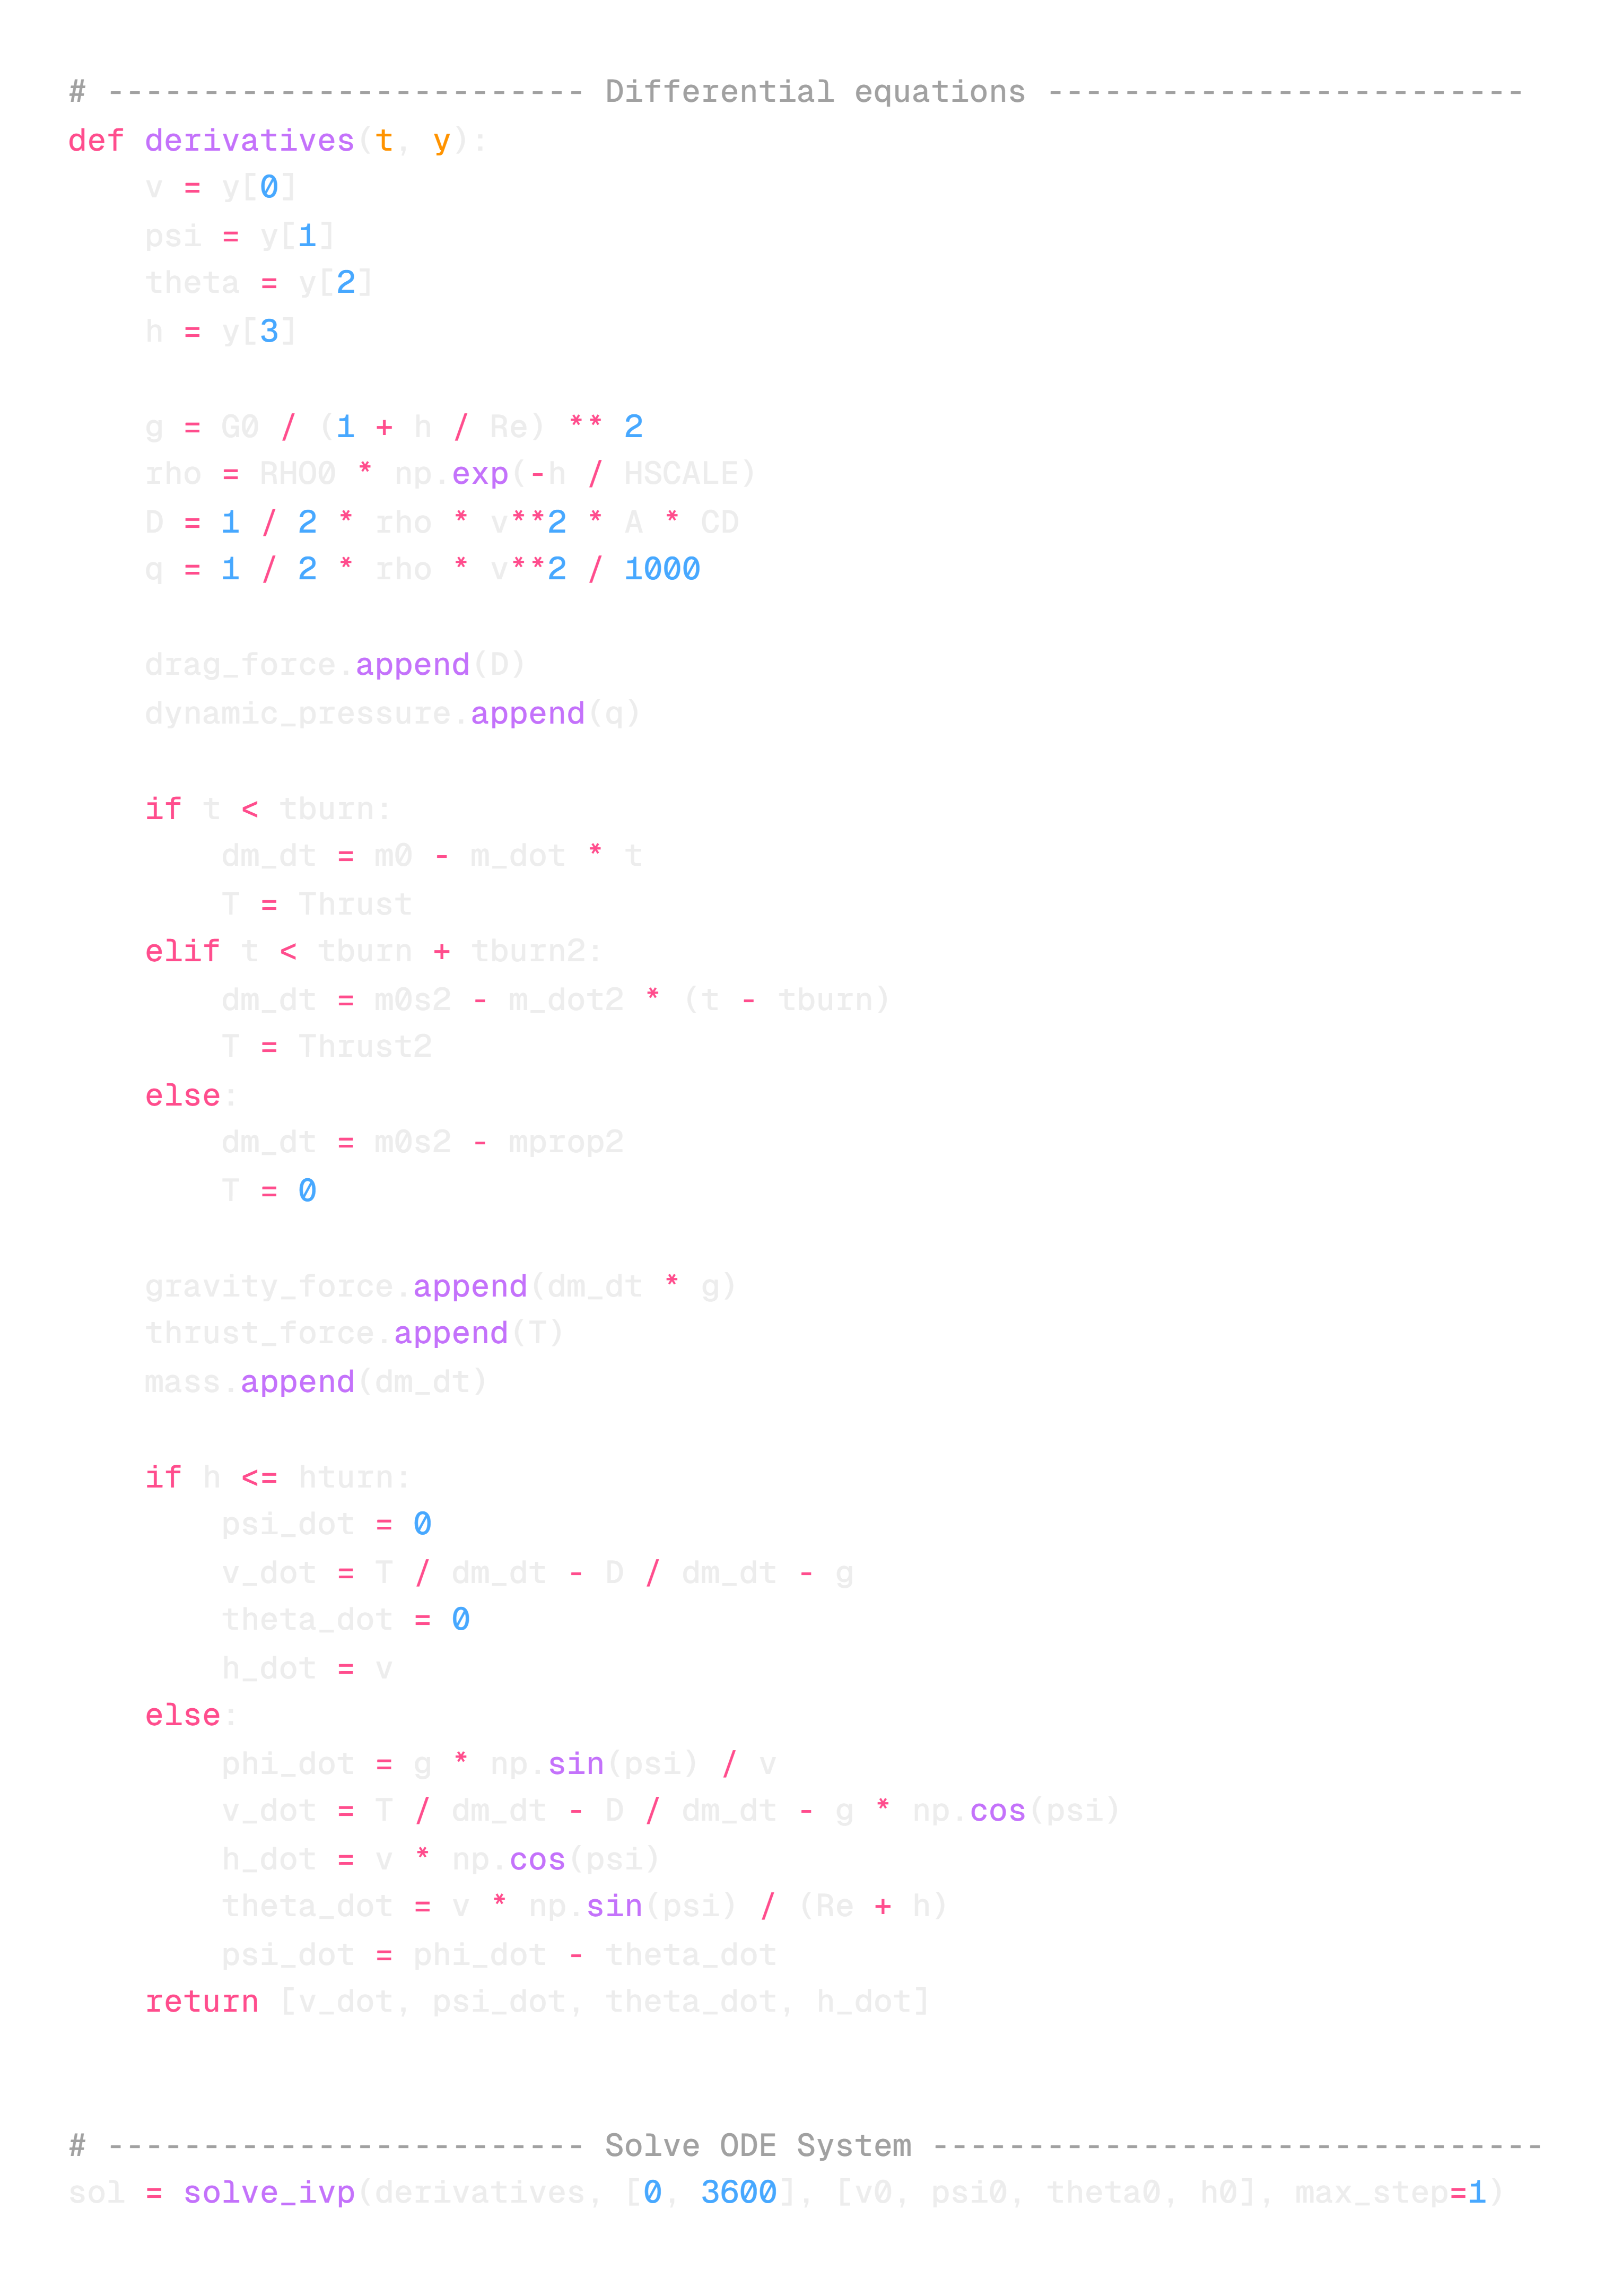 # ------------------------- Differential equations -------------------------
def derivatives(t, y):
    v = y[0]
    psi = y[1]
    theta = y[2]
    h = y[3]

    g = G0 / (1 + h / Re) ** 2
    rho = RHO0 * np.exp(-h / HSCALE)
    D = 1 / 2 * rho * v**2 * A * CD
    q = 1 / 2 * rho * v**2 / 1000

    drag_force.append(D)
    dynamic_pressure.append(q)

    if t < tburn:
        dm_dt = m0 - m_dot * t
        T = Thrust
    elif t < tburn + tburn2:
        dm_dt = m0s2 - m_dot2 * (t - tburn)
        T = Thrust2
    else:
        dm_dt = m0s2 - mprop2
        T = 0

    gravity_force.append(dm_dt * g)
    thrust_force.append(T)
    mass.append(dm_dt)

    if h <= hturn:
        psi_dot = 0
        v_dot = T / dm_dt - D / dm_dt - g
        theta_dot = 0
        h_dot = v
    else:
        phi_dot = g * np.sin(psi) / v
        v_dot = T / dm_dt - D / dm_dt - g * np.cos(psi)
        h_dot = v * np.cos(psi)
        theta_dot = v * np.sin(psi) / (Re + h)
        psi_dot = phi_dot - theta_dot
    return [v_dot, psi_dot, theta_dot, h_dot]


# ------------------------- Solve ODE System --------------------------------
sol = solve_ivp(derivatives, [0, 3600], [v0, psi0, theta0, h0], max_step=1)